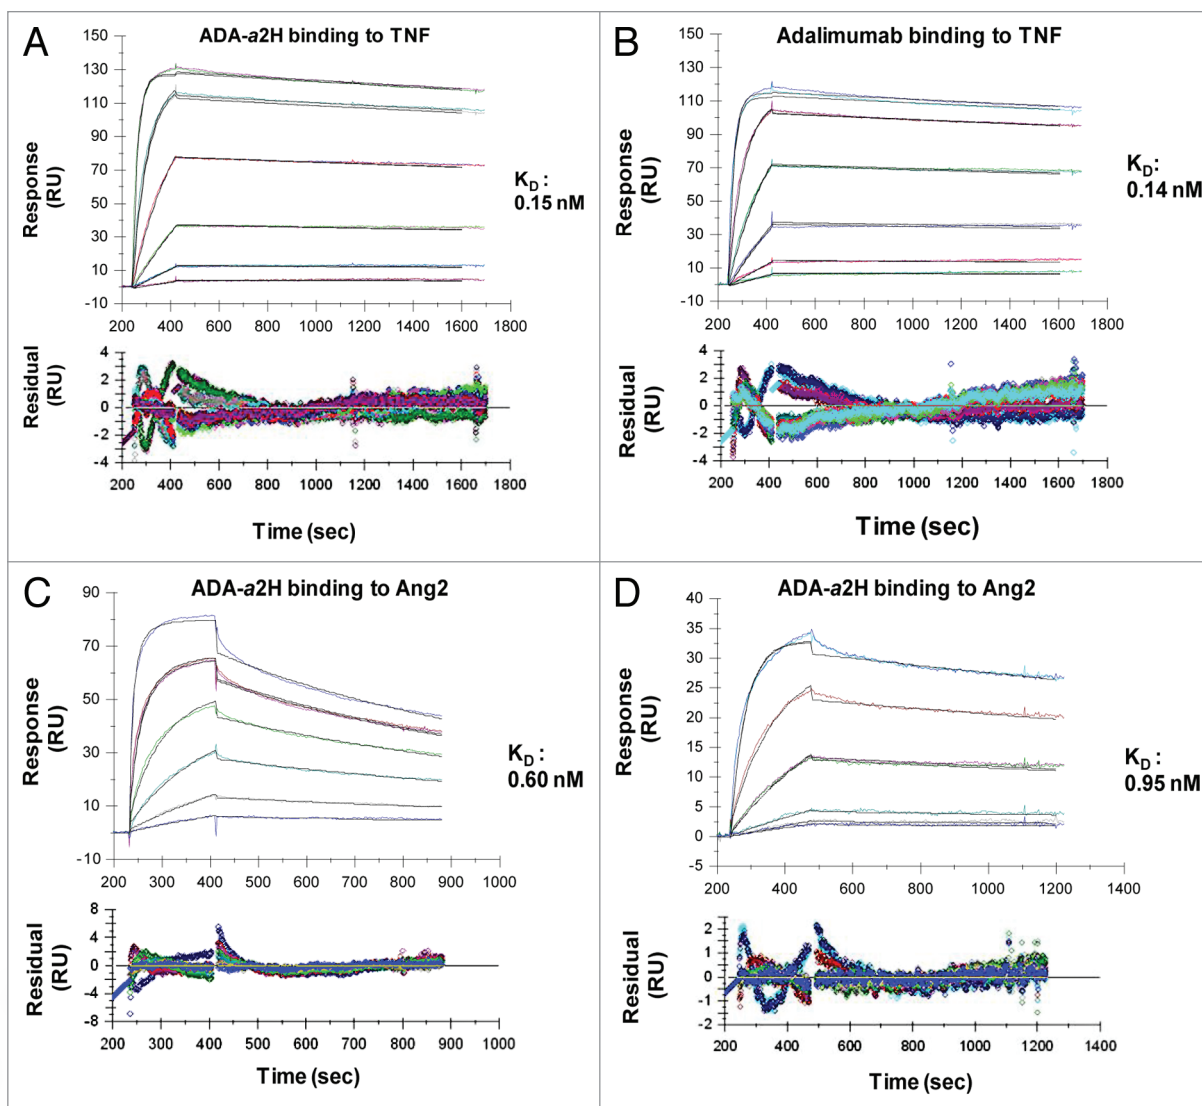 A
ADA-a2H binding to TNF
150
130
110
90
70
50
30
10
-10
Response
(RU)
200 400 600 800 1000 1200 1400 1600 1800
KD:
0.15 nM
4
2
0
-2
-4
Residual
(RU)
200 400 600 800 1000 1200 1400 1600 1800
Time (sec)
B
Adalimumab binding to TNF
150
130
110
90
70
50
30
10
-10
Response
(RU)
200 400 600 800 1000 1200 1400 1600 1800
KD:
0.14 nM
4
2
0
-2
-4
Residual
(RU)
200 400 600 800 1000 1200 1400 1600 1800
Time (sec)
C
ADA-a2H binding to Ang2
90
70
50
30
10
-10
Response
(RU)
200 300 400 500 600 700 800 900 1000
KD:
0.60 nM
8
4
0
-4
-8
Residual
(RU)
200 300 400 500 600 700 800 900 1000
Time (sec)
D
ADA-a2H binding to Ang2
40
35
30
25
20
15
10
5
0
-5
Response
(RU)
200 400 600 800 1000 1200 1400
KD:
0.95 nM
2
1
0
-1
-2
Residual
(RU)
200 400 600 800 1000 1200 1400
Time (sec)